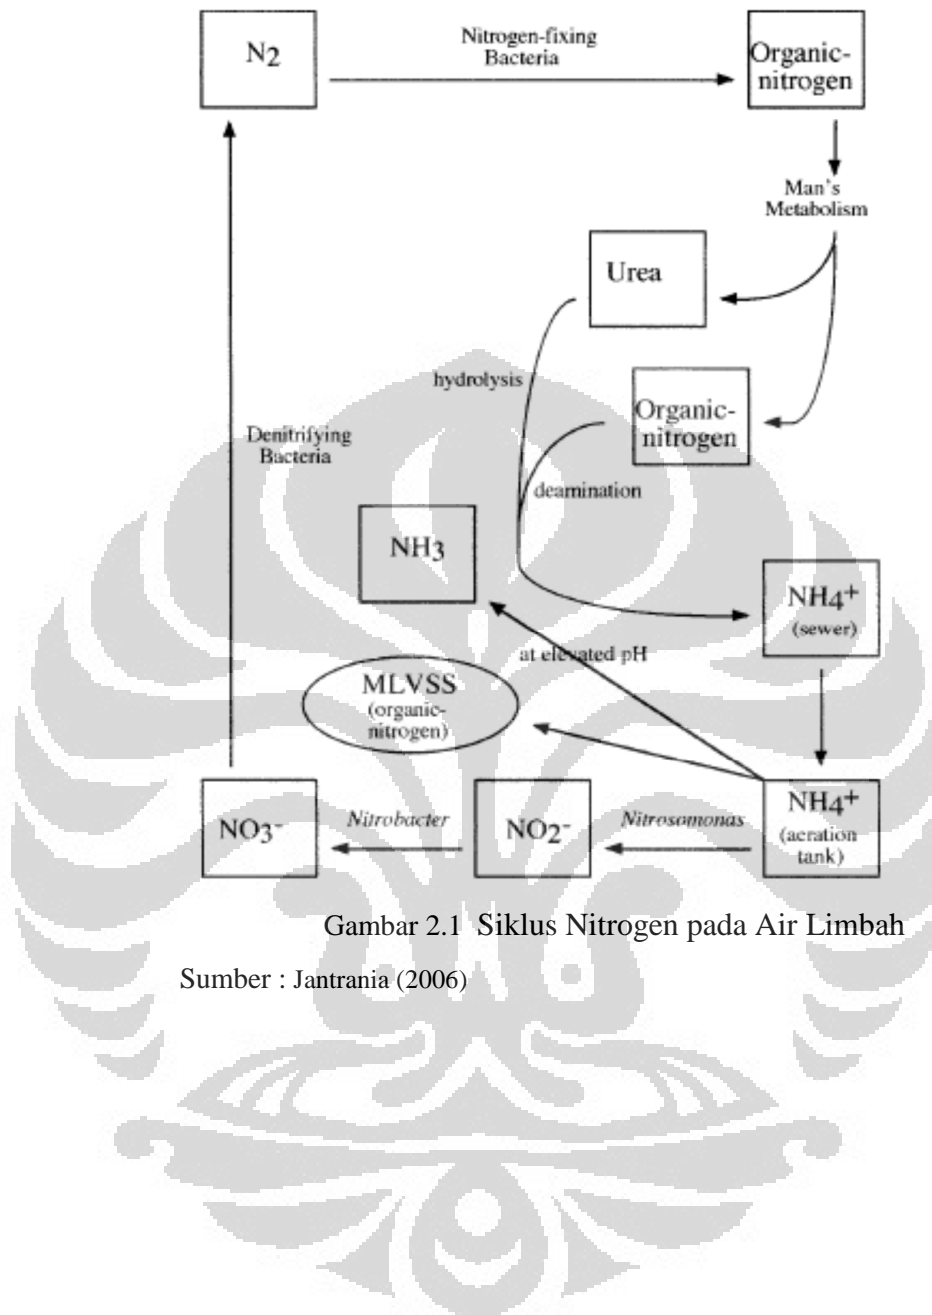 N2
Nitrogen-fixing
Bacteria
Organic-
nitrogen
Man's
Metabolism
Urea
hydrolysis
Organic-
nitrogen
Denitrifying
Bacteria
deamination
NH3
NH4+
(sewer)
at elevated pH
MLVSS
(organic-
nitrogen)
NO3-
Nitrobacter
NO2-
Nitrosomonas
NH4+
(aeration
tank)
Gambar 2.1 Siklus Nitrogen pada Air Limbah
Sumber : Jantrania (2006)